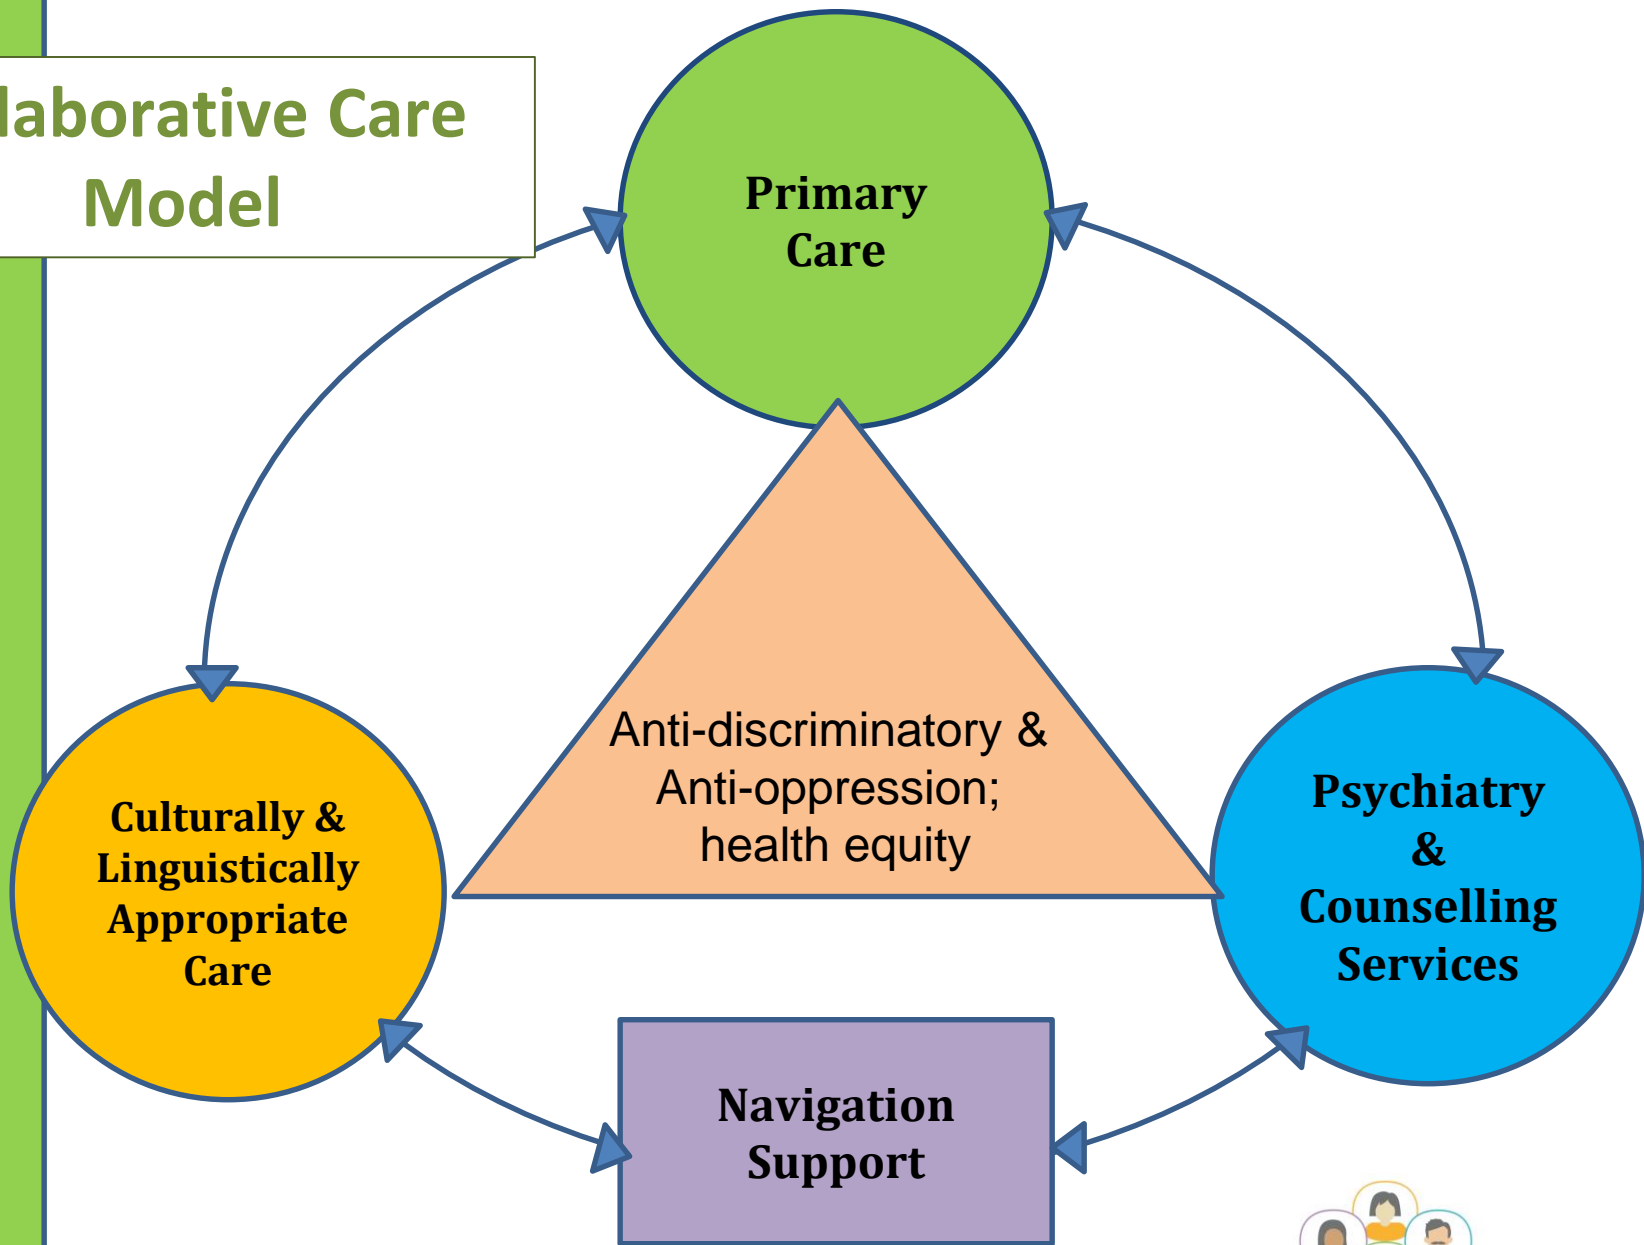 laborative Care
Model
Primary
Care
Anti-discriminatory &
Anti-oppression;
health equity
Culturally &
Linguistically
Appropriate
Care
Psychiatry
&
Counselling
Services
Navigation
Support